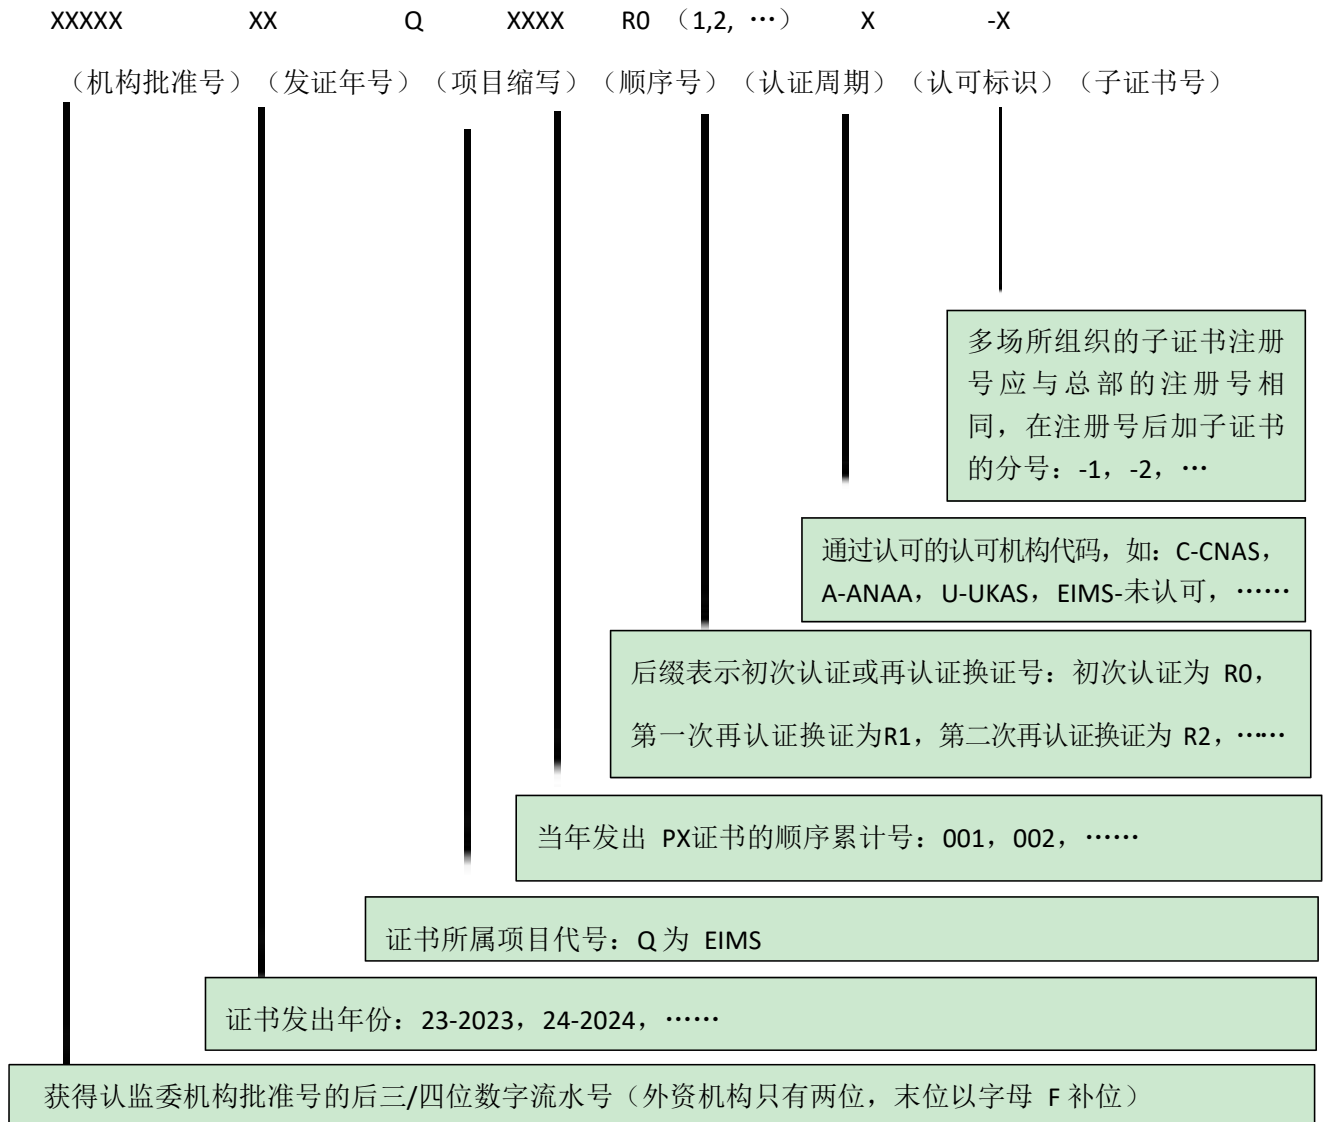 XXXXX XX Q XXXX R0 （1,2, …） X -X
（机构批准号）（发证年号）（项目缩写）（顺序号）（认证周期）（认可标识）（子证书号）
多场所组织的子证书注册
号应与总部的注册号相
同，在注册号后加子证书
的分号：-1，-2，…
通过认可的认可机构代码，如：C-CNAS，
A-ANAA，U-UKAS，EIMS-未认可，……
后缀表示初次认证或再认证换证号：初次认证为 R0，
第一次再认证换证为R1，第二次再认证换证为 R2，……
当年发出 PX证书的顺序累计号：001，002，……
证书所属项目代号：Q 为 EIMS
证书发出年份：23-2023，24-2024，……
获得认监委机构批准号的后三/四位数字流水号（外资机构只有两位，末位以字母 F 补位）